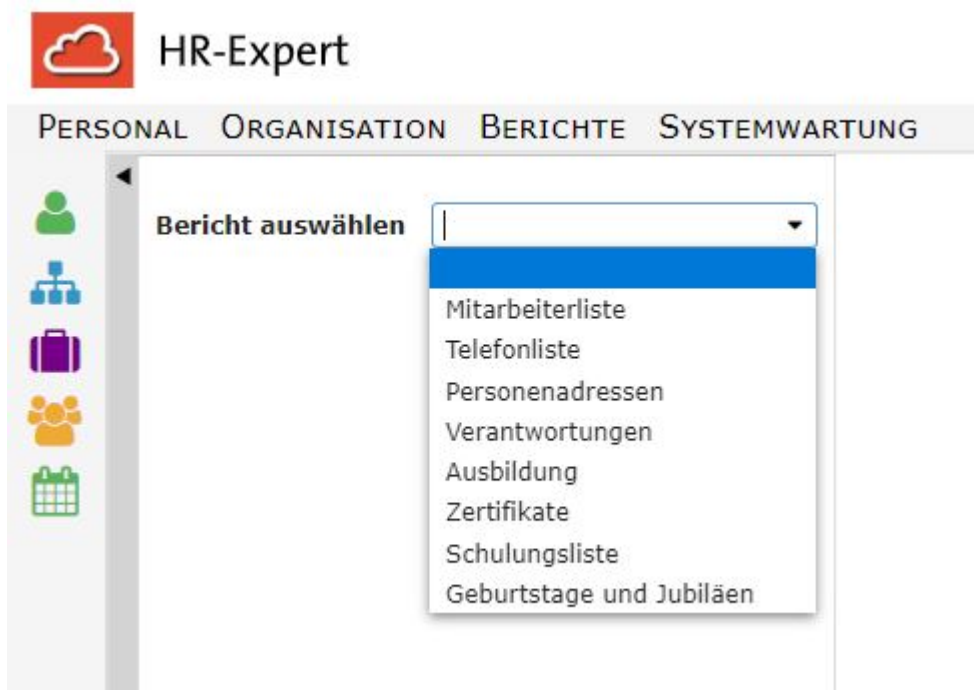 HR-Expert
PERSONAL ORGANISATION BERICHTE SYSTEMWARTUNG
Bericht auswählen
Mitarbeiterliste
Telefonliste
Personenadressen
Verantwortungen
Ausbildung
Zertifikate
Schulungsliste
Geburtstage und Jubiläen